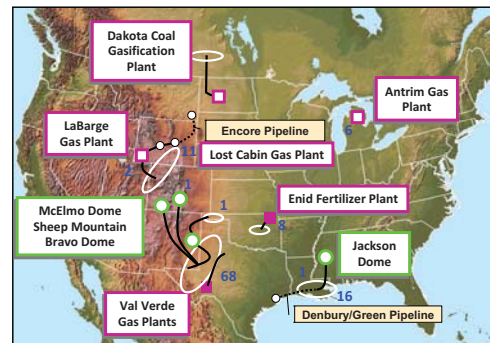 Dakota Coal
Gasification
Plant
Antrim Gas
Plant
6
LaBarge
Gas Plant
Encore Pipeline
11
Lost Cabin Gas Plant
2
1
McElmo Dome
Sheep Mountain
Bravo Dome
1
Enid Fertilizer Plant
8
Jackson
Dome
68
1
16
Val Verde
Gas Plants
Denbury/Green Pipeline